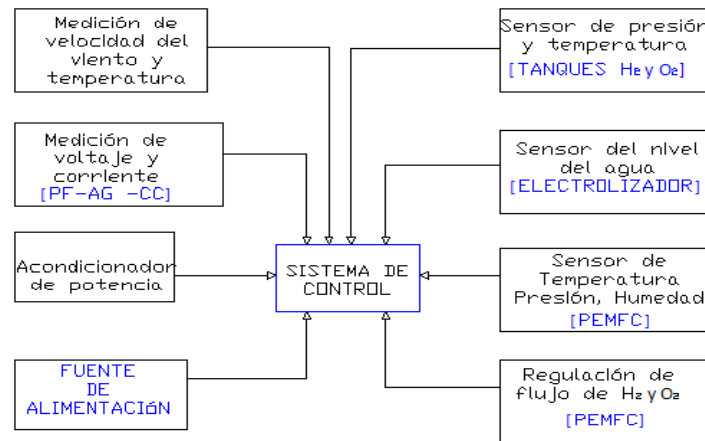 Medición de
velocidad del
viento y
temperatura
Medición de
voltaje y
corriente
[PF-AG -CC]
Acondicionador
de potencia
FUENTE
DE
ALIMENTACIóN
SISTEMA DE
CONTROL
Sensor de presión
y temperatura
[TANQUES H₂ y O₂]
Sensor del nivel
del agua
[ELECTROLIZADOR]
Sensor de
Temperatura
Presión, Humedad
[PEMFC]
Regulación de
flujo de H₂ y O₂
[PEMFC]